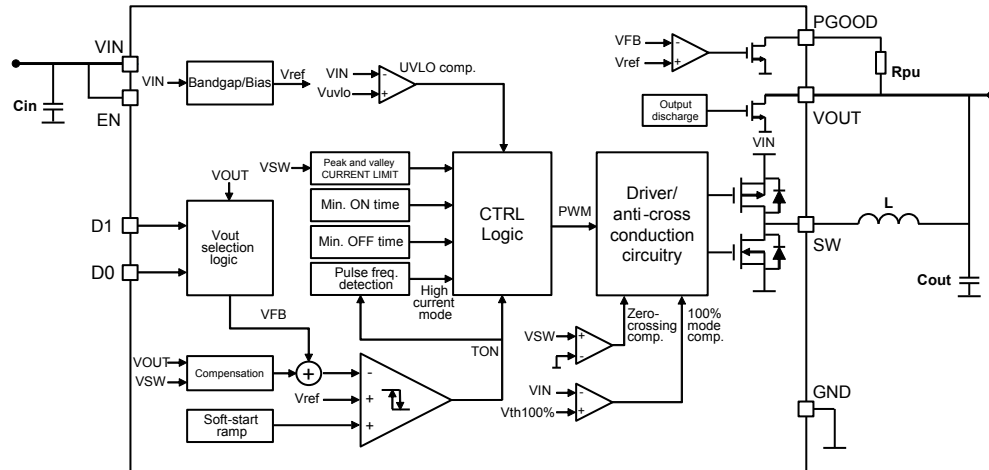 PGOOD
VIN
VFB
Vref
UVLO comp.
VIN
Bandgap/Bias
Vref
VIN
Vuvlo
Rpu
Cin
EN
Output
discharge
VOUT
VIN
VSW
Peak and valley
CURRENT LIMIT
VOUT
Min. ON time
CTRL
Logic
PWM
Driver/
anti-cross
conduction
circuitry
L
D1
Vout
selection
logic
Min. OFF time
SW
D0
Pulse freq.
detection
High
current
mode
Cout
VFB
Zero-
crossing
comp.
100%
mode
comp.
VSW
+
-
TON
VOUT
VSW
Compensation
+
-
Vref
+
+
Soft-start
ramp
VIN
-
Vth100%
+
GND
-
+
-
+